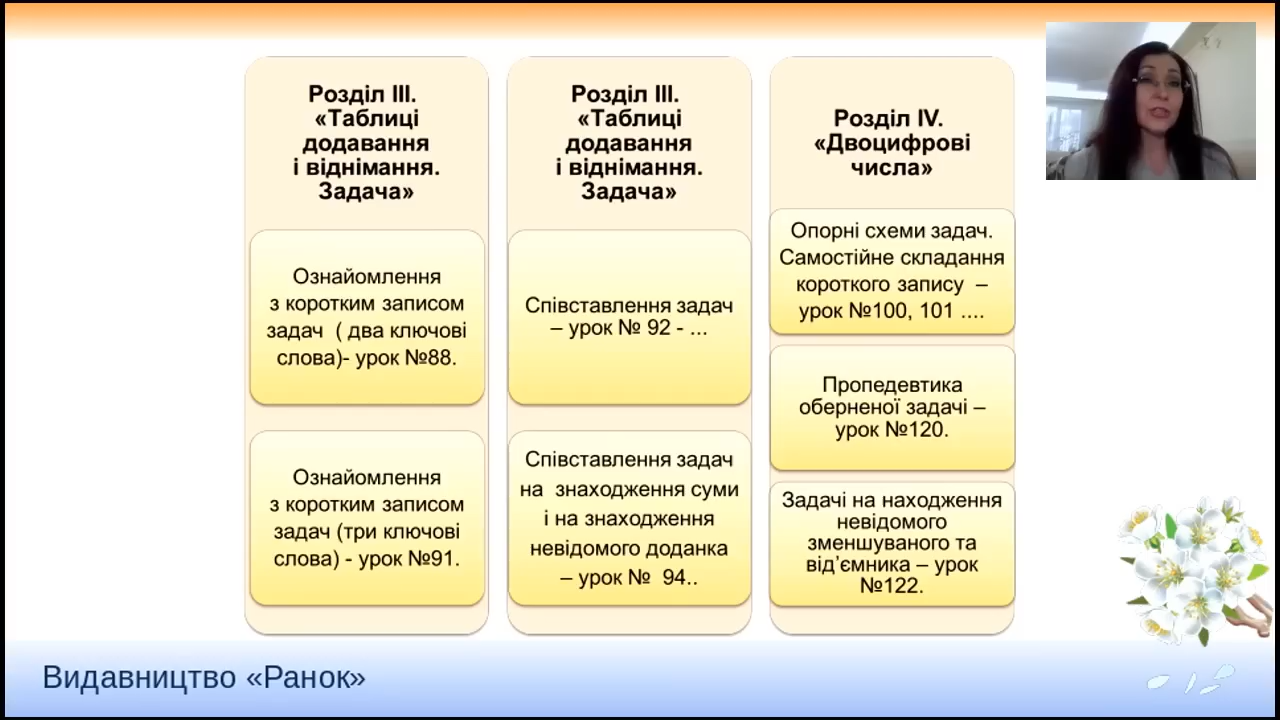 Розділ III.
«Таблиці
додавання
і віднімання.
Задача»
Ознайомлення
з коротким записом
задач ( два ключові
слова)- урок №88.
Ознайомлення
з коротким записом
задач (три ключові
слова) - урок №91.
Розділ III.
«Таблиці
додавання
і віднімання.
Задача»
Співставлення задач
– урок № 92 - ...
Співставлення задач
на знаходження суми
і на знаходження
невідомого доданка
– урок № 94..
Розділ IV.
«Двоцифрові
числа»
Опорні схеми задач.
Самостійне складання
короткого запису –
урок №100, 101 ....
Пропедевтика
оберненої задачі –
урок №120.
Задачі на находження
невідомого
зменшуваного та
від’ємника – урок
№122.
Видавництво «Ранок»